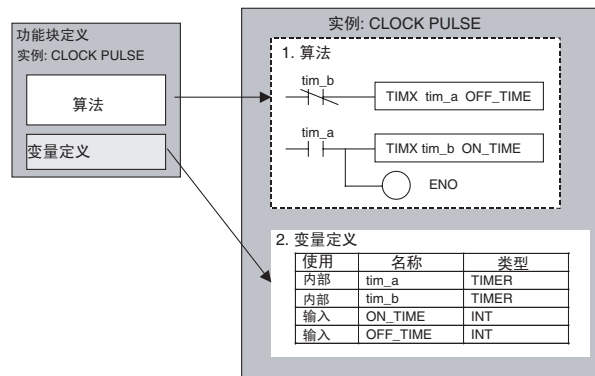 功能块定义
实例: CLOCK PULSE
算法
变量定义
实例: CLOCK PULSE
1. 算法
tim_b
TIMX tim_a OFF_TIME
tim_a
TIMX tim_b ON_TIME
ENO
2. 变量定义
使用 名称 类型
内部 tim_a TIMER
内部 tim_b TIMER
输入 ON_TIME INT
输入 OFF_TIME INT